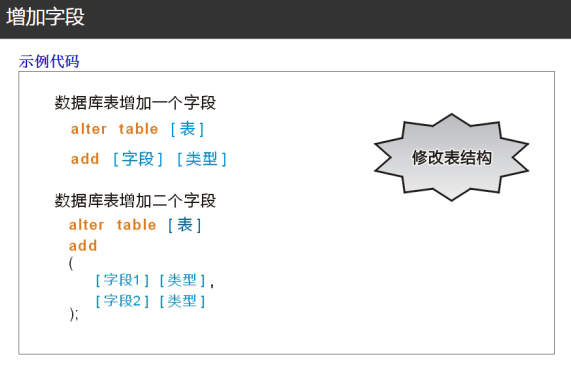 增加字段
示例代码
数据库表增加一个字段
alter table [表]
add [字段] [类型]
修改表结构
数据库表增加二个字段
alter table [表]
add
(
[字段1] [类型],
[字段2] [类型]
);